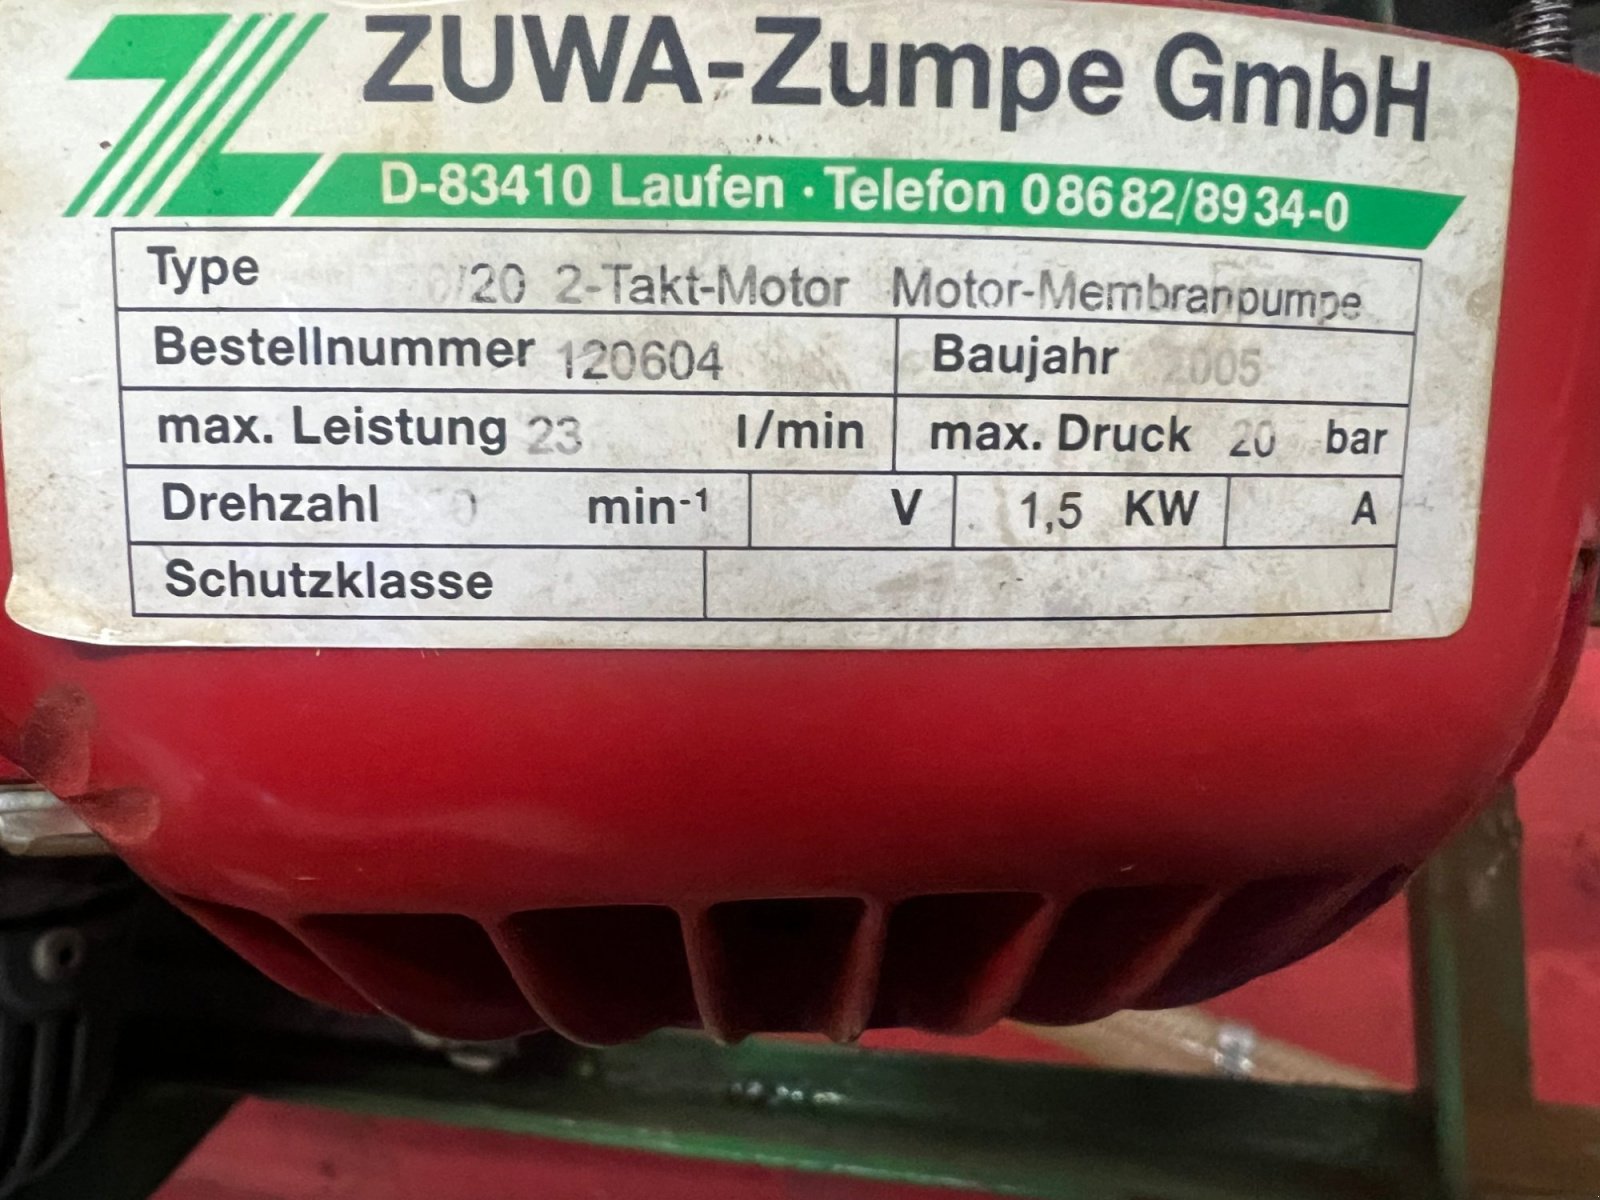 ZUWA-Zumpe GmbH
D-83410 Laufen · Telefon 08682/8934-0
Type 2-Takt-Motor Motor-Membranpumpe
Bestellnummer 120604 Baujahr 2005
max. Leistung 23 l/min max. Druck 20 bar
Drehzahl min-1 V 1,5 KW A
Schutzklasse